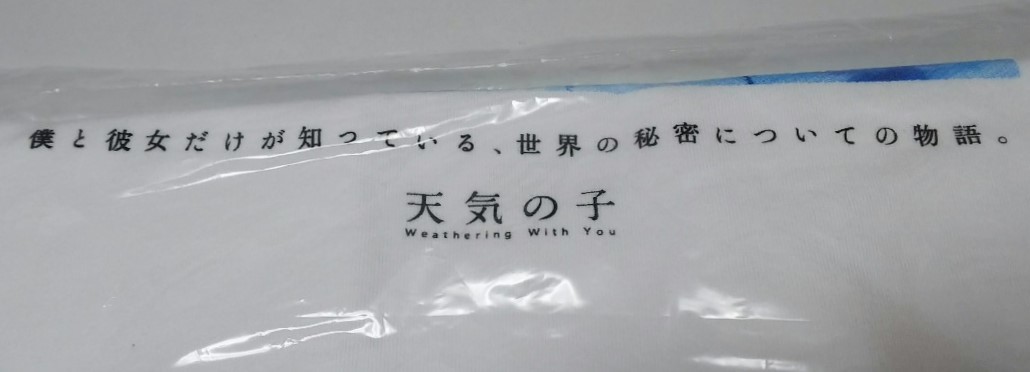 僕と彼女だけが知っている、世界の秘密についての物語。
天気の子
Weathering With You